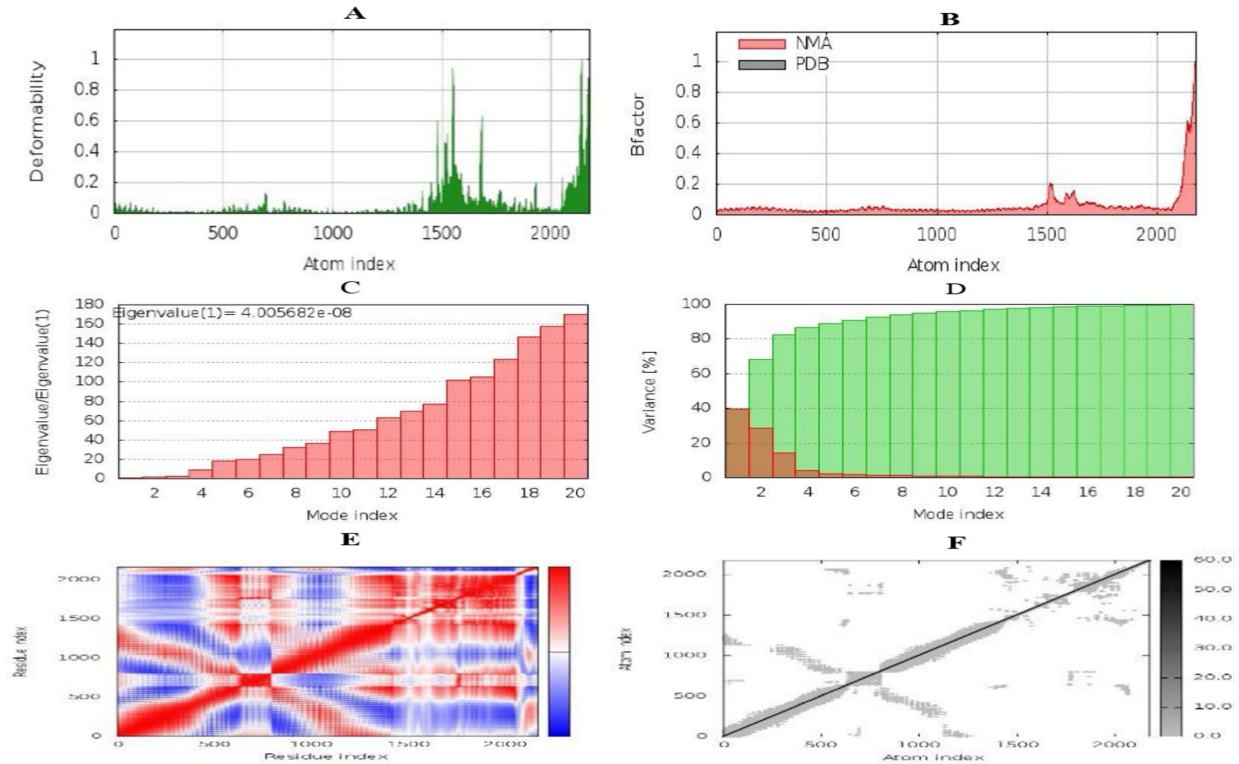 A
Deformability
1
0.8
0.6
0.4
0.2
0
0 500 1000 1500 2000
Atom index
B
NMA
PDB
Bfactor
1
0.8
0.6
0.4
0.2
0
0 500 1000 1500 2000
Atom index
C
Eigenvalue(1)= 4.005682e-08
Eigenvalue/Eigenvalue(1)
180
160
140
120
100
80
60
40
20
0
2 4 6 8 10 12 14 16 18 20
Mode index
D
Variance [%]
100
80
60
40
20
0
2 4 6 8 10 12 14 16 18 20
Mode index
E
Residue index
2000
1500
1000
500
0
0 500 1000 1500 2000
Residue index
F
Atom index
2000
1500
1000
500
0
0 500 1000 1500 2000
Atom index
60.0
50.0
40.0
30.0
20.0
10.0
0.0